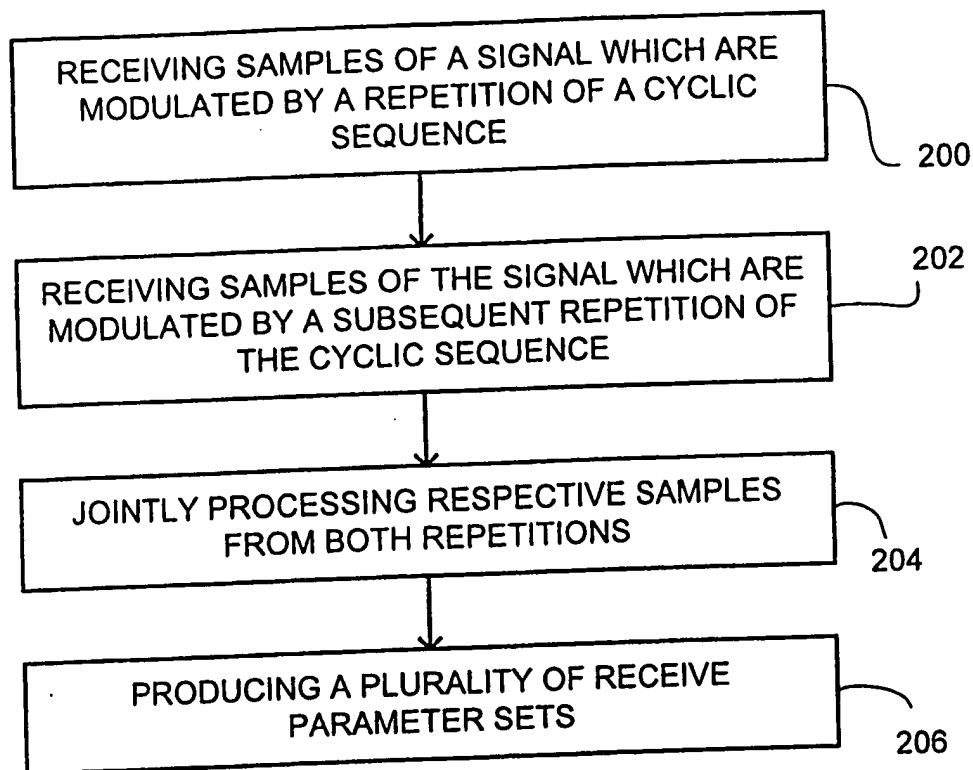 RECEIVING SAMPLES OF A SIGNAL WHICH ARE
MODULATED BY A REPETITION OF A CYCLIC
SEQUENCE
200
RECEIVING SAMPLES OF THE SIGNAL WHICH ARE
MODULATED BY A SUBSEQUENT REPETITION OF
THE CYCLIC SEQUENCE
202
JOINTLY PROCESSING RESPECTIVE SAMPLES
FROM BOTH REPETITIONS
204
PRODUCING A PLURALITY OF RECEIVE
PARAMETER SETS
206